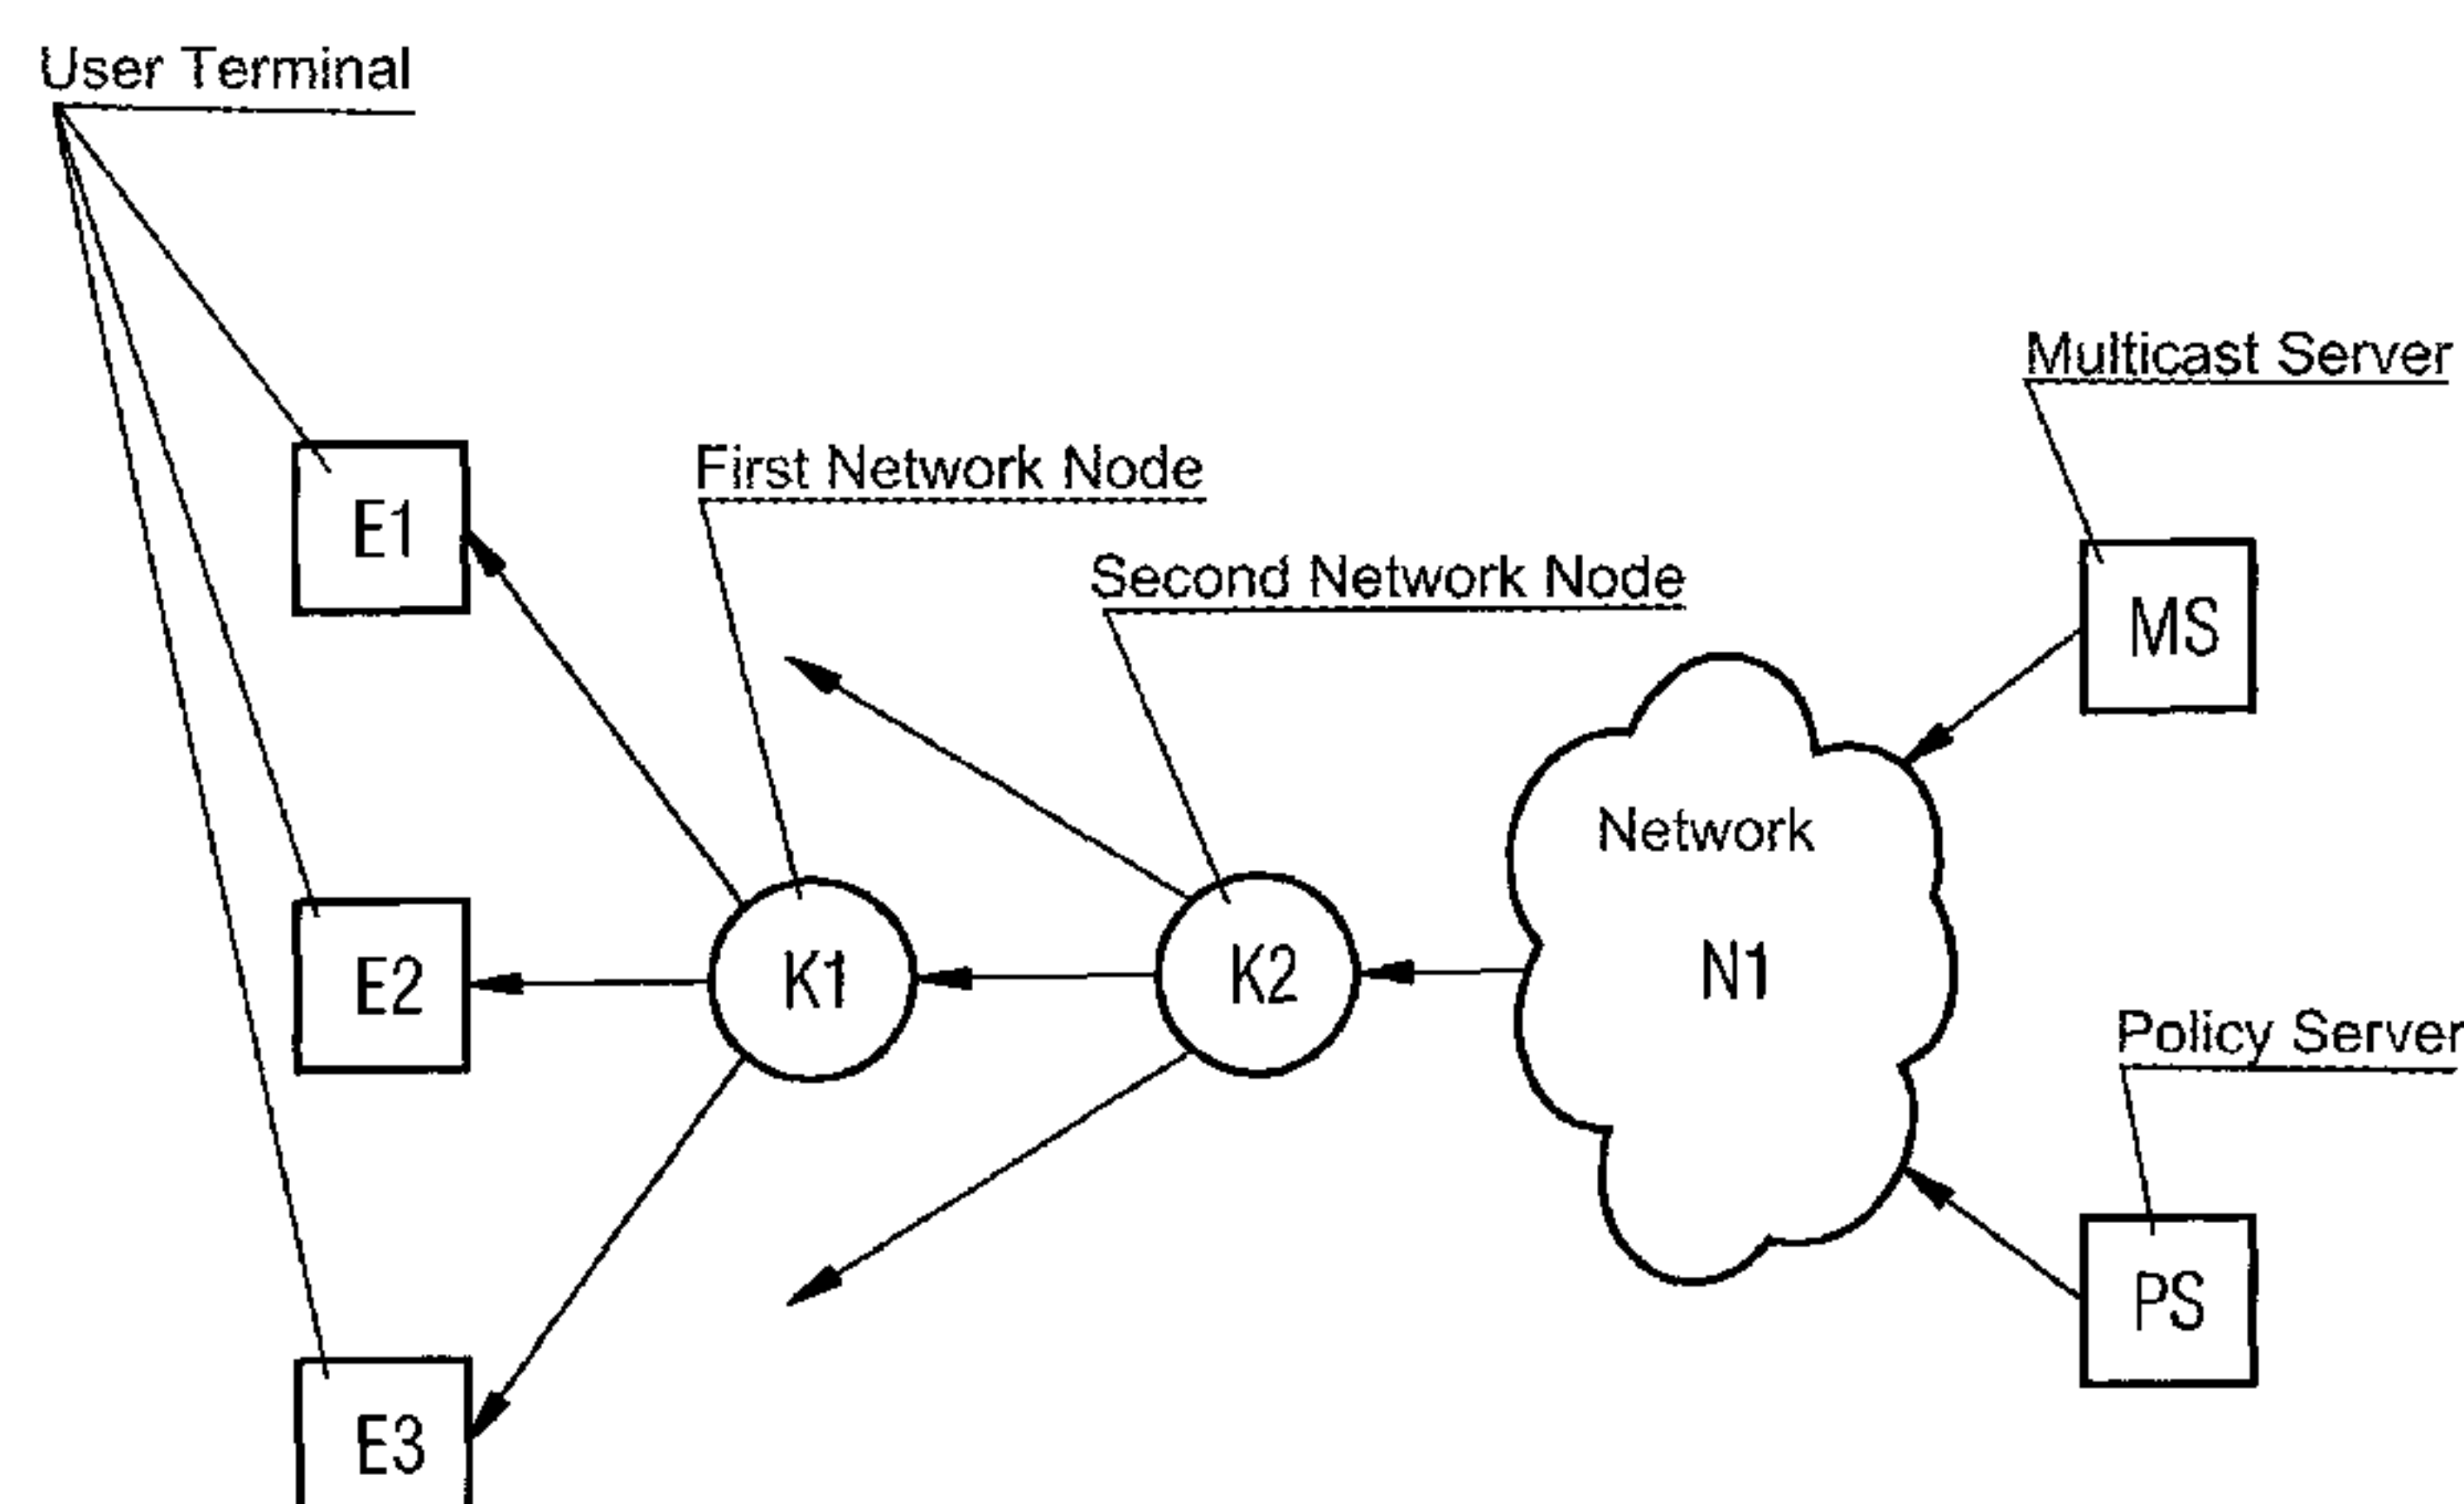 User Terminal
Multicast Server
First Network Node
E1
Second Network Node
MS
Network
E2
K1
K2
N1
Policy Server
PS
E3